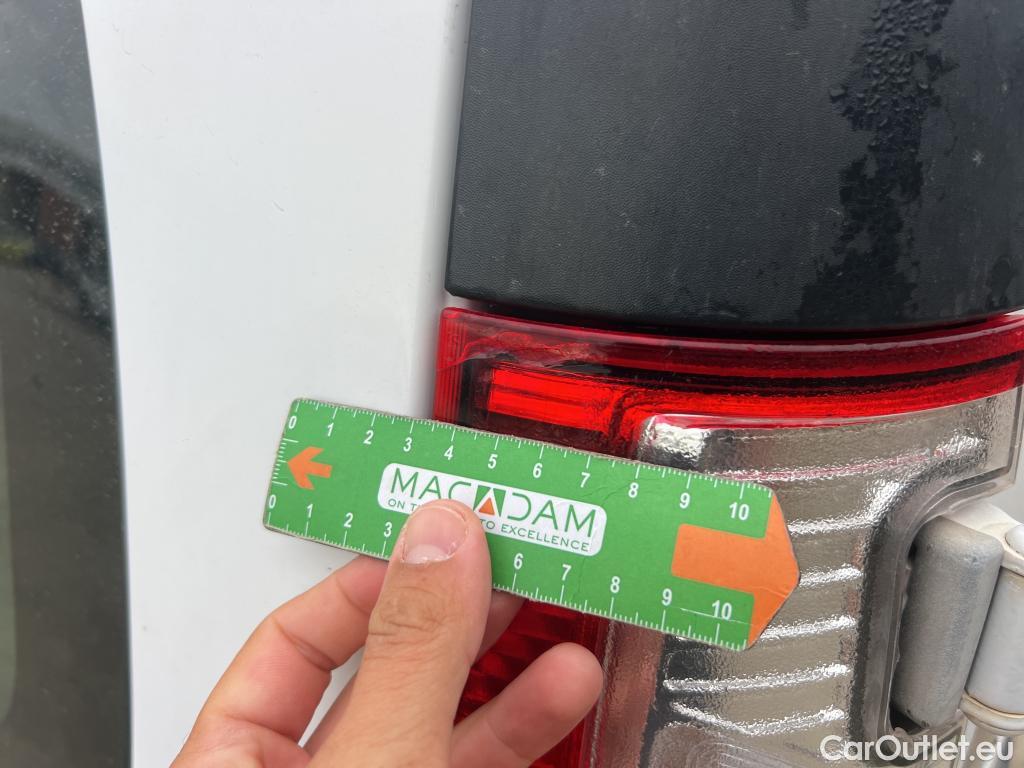 0 1 2 3 4 5 6 7 8 9 10
MACADAM
ON T TO EXCELLENCE
0 1 2 3 6 7 8 9 10
CarOutlet.eu